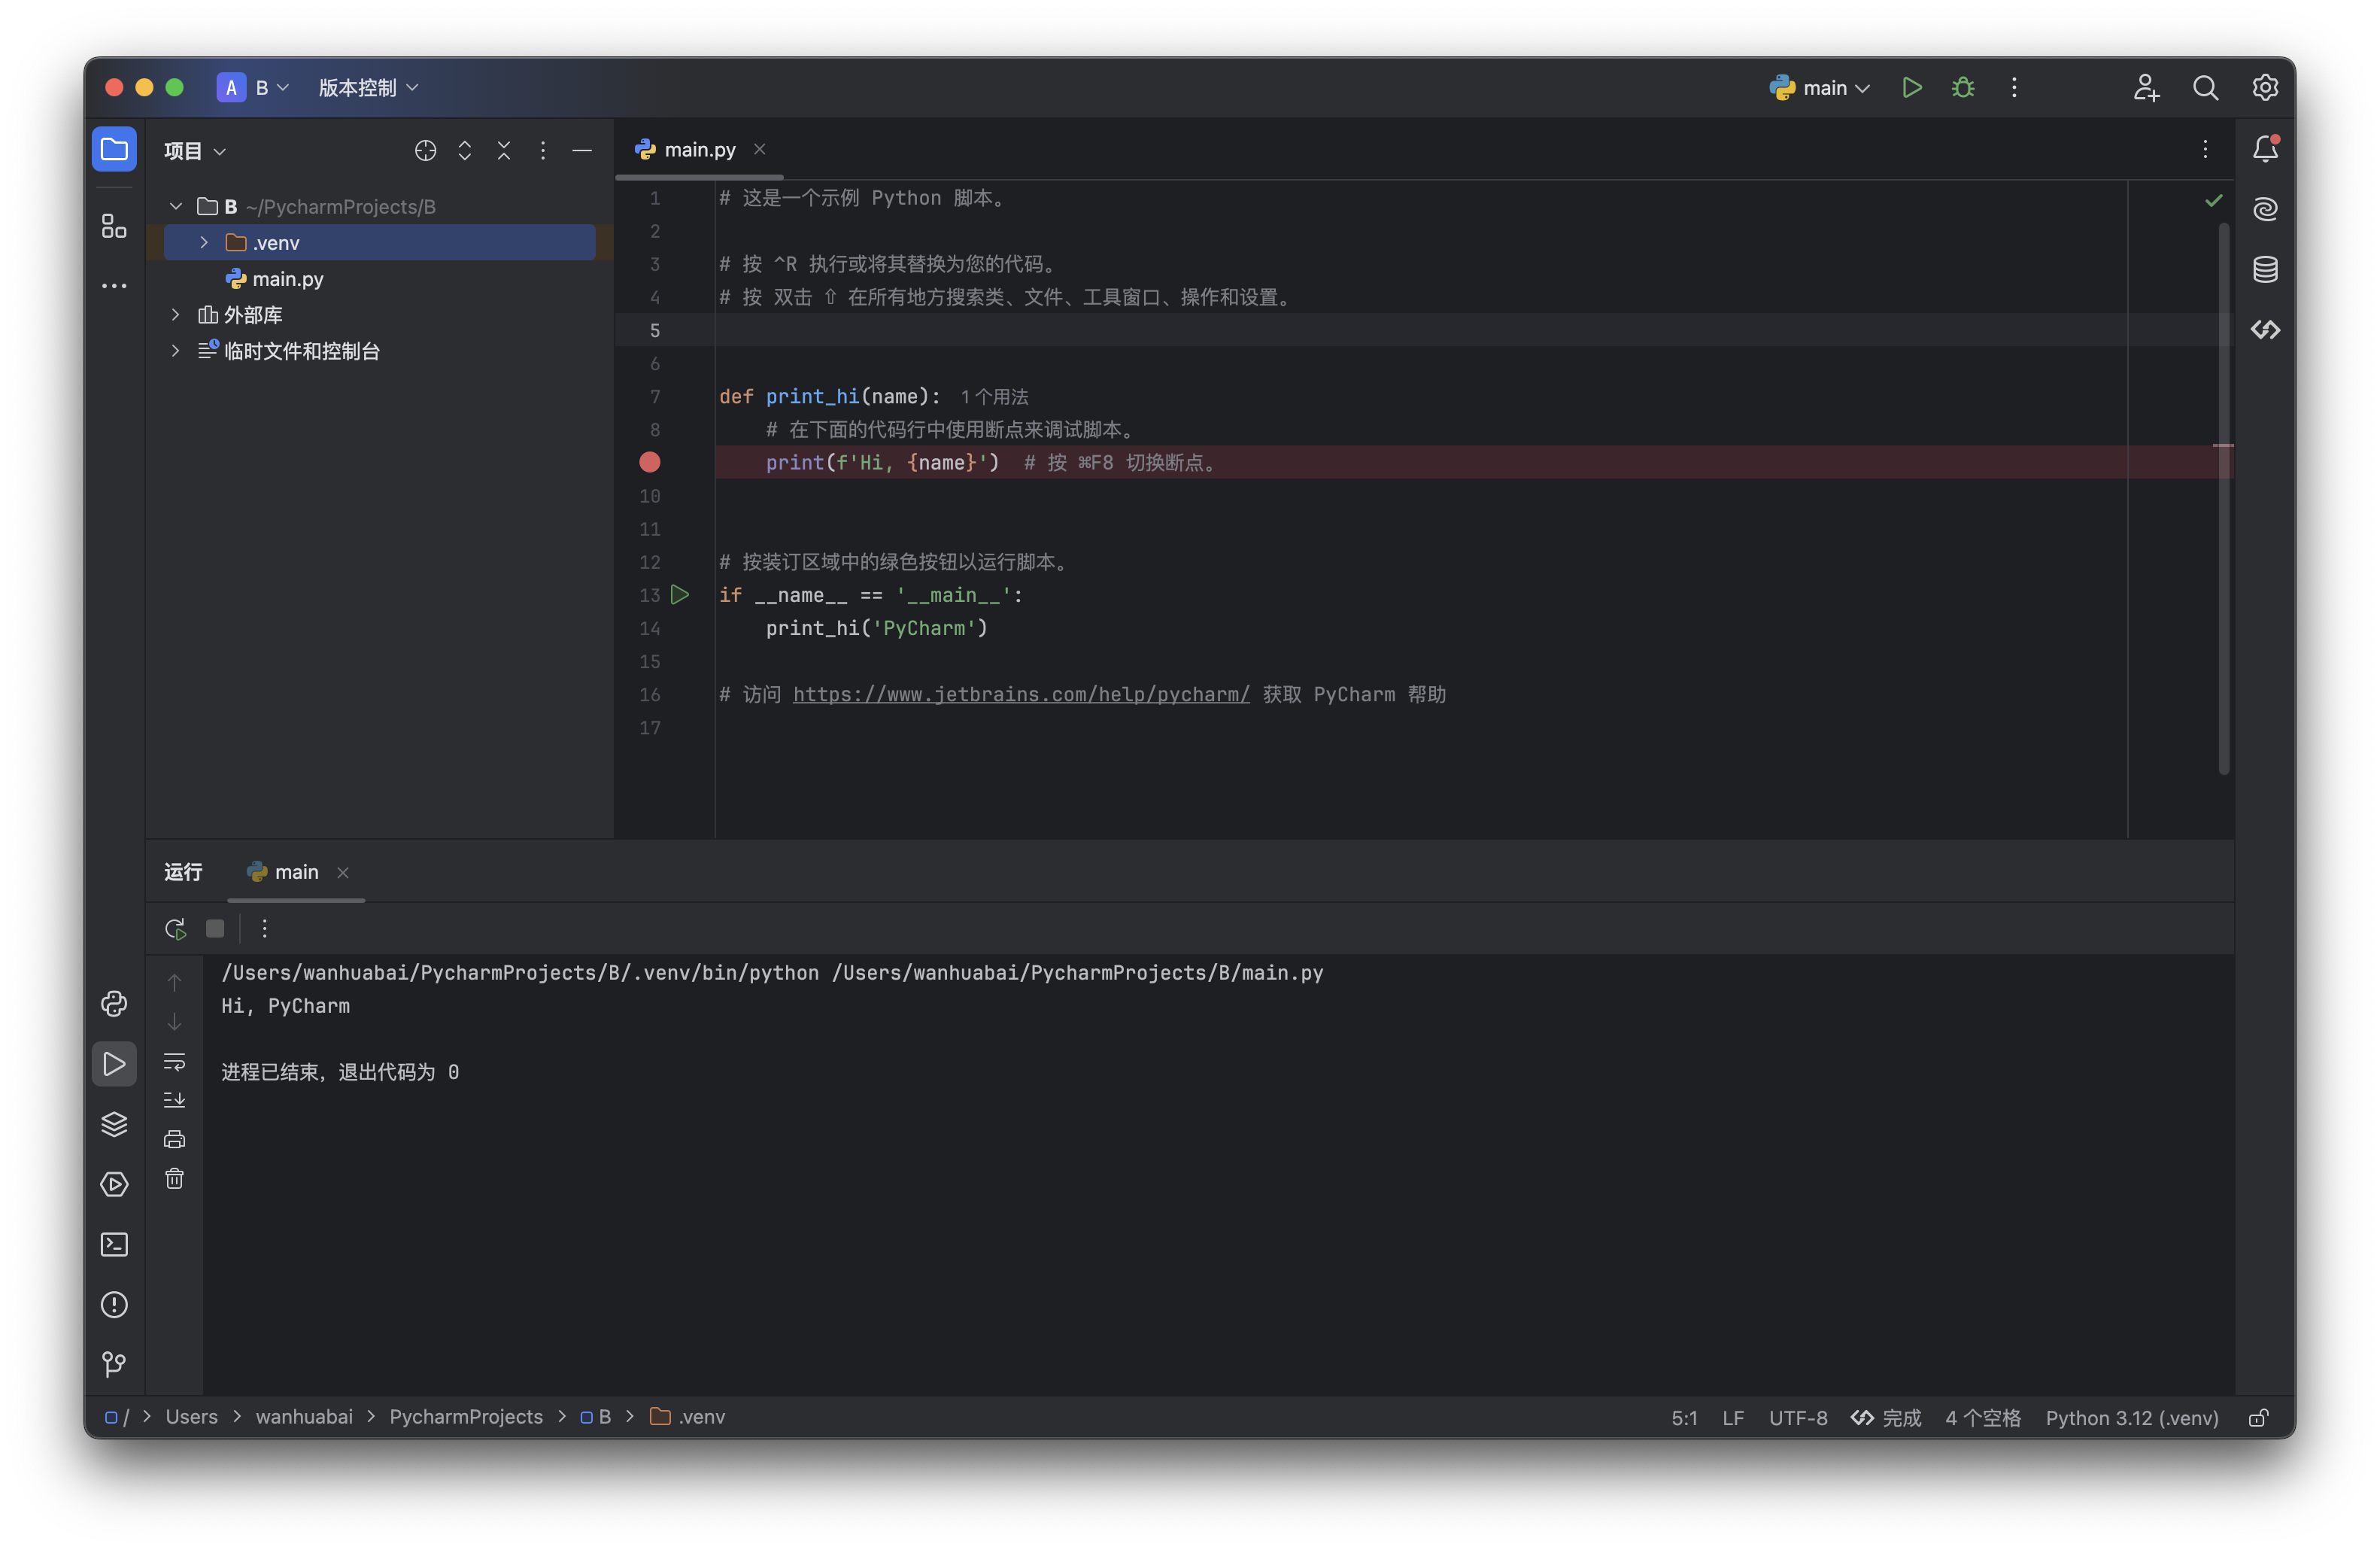 A B 版本控制 main
项目
main.py
B ~/PycharmProjects/B
.venv
main.py
外部库
临时文件和控制台
1 # 这是一个示例 Python 脚本。
2
3 # 按 ^R 执行或将其替换为您的代码。
4 # 按 双击 ⇧ 在所有地方搜索类、文件、工具窗口、操作和设置。
5
6
7 def print_hi(name): 1 个用法
8 # 在下面的代码行中使用断点来调试脚本。
print(f'Hi, {name}') # 按 ⌘F8 切换断点。
10
11
12 # 按装订区域中的绿色按钮以运行脚本。
13 if __name__ == '__main__':
14 print_hi('PyCharm')
15
16 # 访问 https://www.jetbrains.com/help/pycharm/ 获取 PyCharm 帮助
17
运行 main
/Users/wanhuabai/PycharmProjects/B/.venv/bin/python /Users/wanhuabai/PycharmProjects/B/main.py
Hi, PyCharm
进程已结束，退出代码为 0
/ > Users > wanhuabai > PycharmProjects > B > .venv 5:1 LF UTF-8 完成 4 个空格 Python 3.12 (.venv)